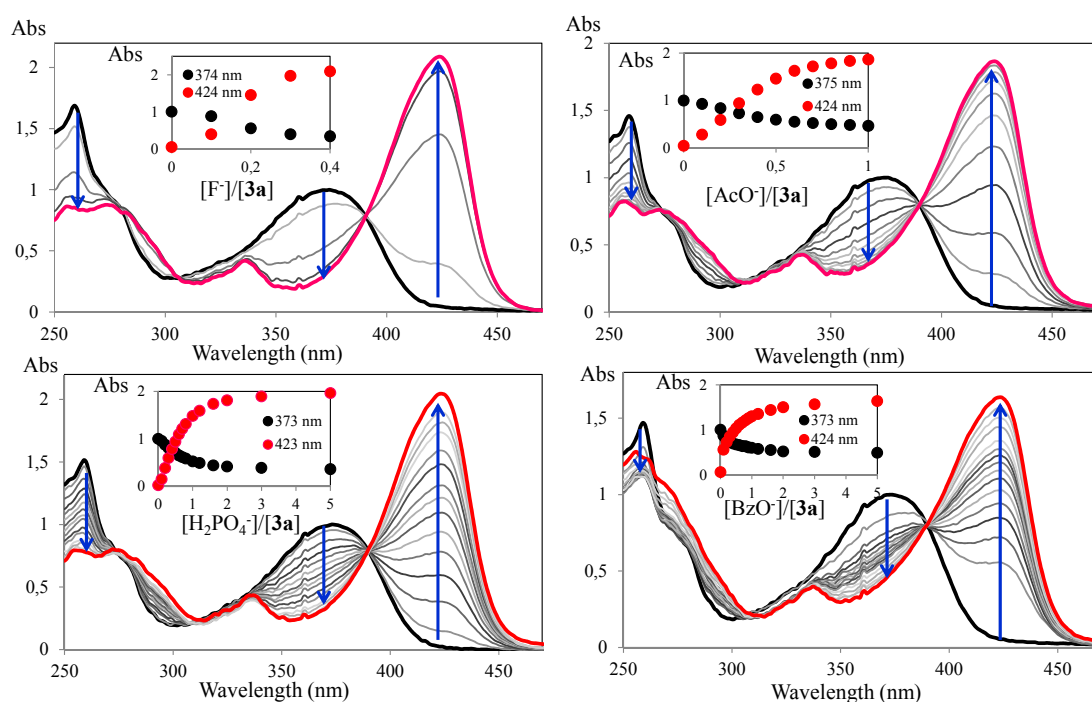 Abs
2
1,5
1
0,5
0
250 300 350 400 450
Wavelength (nm)
Abs
2
1
0
0 0,2 0,4
374 nm
424 nm
[F-]/[3a]
Abs
2
1,5
1
0,5
0
250 300 350 400 450
Wavelength (nm)
Abs
2
1
0
0 0,5 1
375 nm
424 nm
[AcO-]/[3a]
Abs
2
1,5
1
0,5
0
250 300 350 400 450
Wavelength (nm)
Abs
2
1
0
0 1 2 3 4 5
373 nm
423 nm
[H2PO4-]/[3a]
Abs
1,5
1
0,5
0
250 300 350 400 450
Wavelength (nm)
Abs
2
1
0
0 1 2 3 4 5
373 nm
424 nm
[BzO-]/[3a]